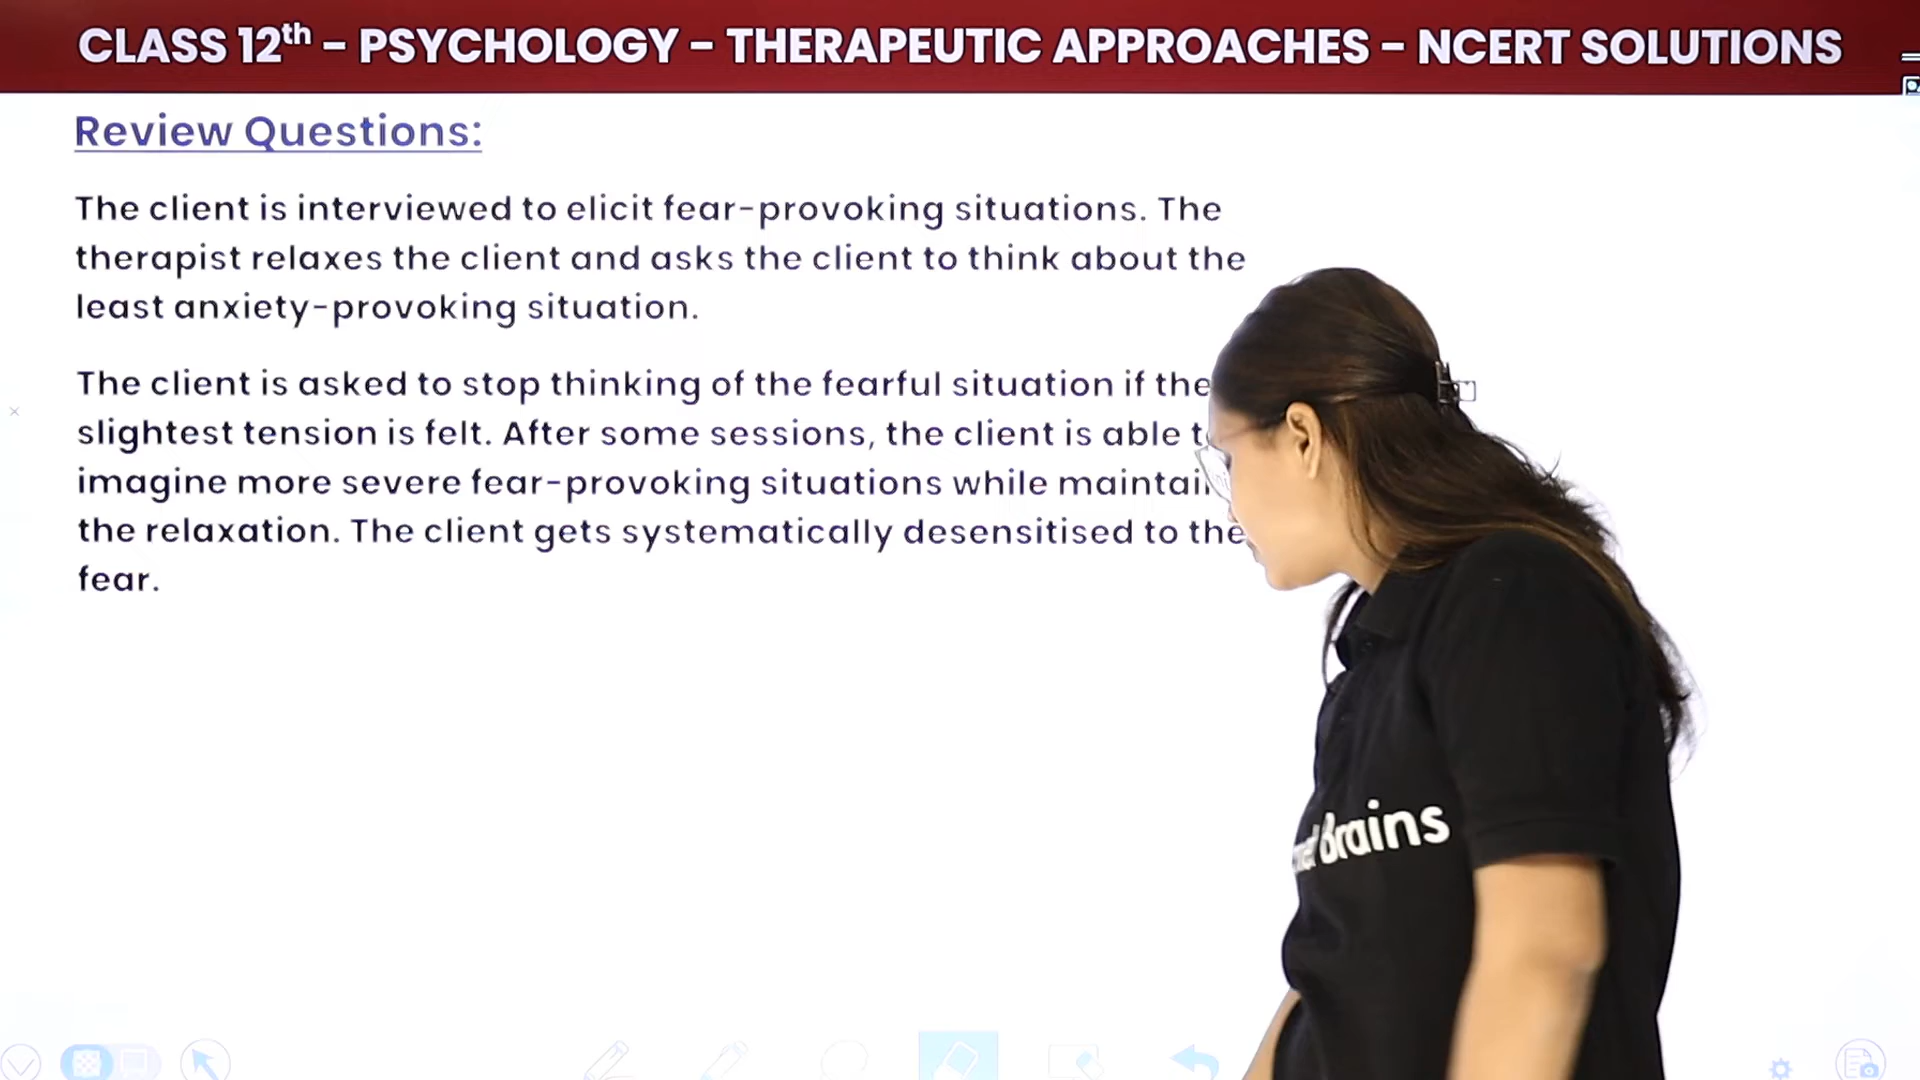 CLASS 12th – PSYCHOLOGY – THERAPEUTIC APPROACHES – NCERT SOLUTIONS
Review Questions:
The client is interviewed to elicit fear-provoking situations. The
therapist relaxes the client and asks the client to think about the
least anxiety-provoking situation.
The client is asked to stop thinking of the fearful situation if the
slightest tension is felt. After some sessions, the client is able
imagine more severe fear-provoking situations while
the relaxation. The client gets systematically desensitised to the
fear.
Brains